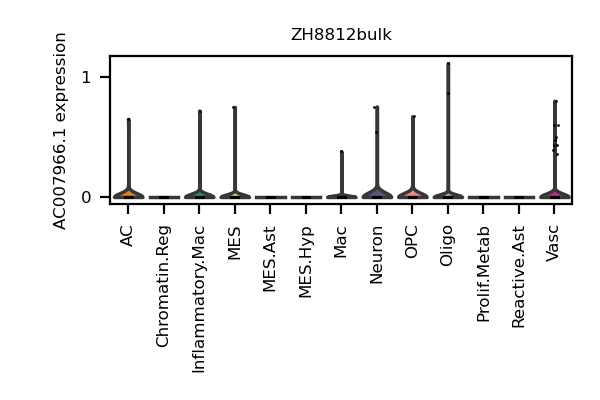 ZH8812bulk
AC007966.1 expression
1
0
AC
Chromatin.Reg
Inflammatory.Mac
MES
MES.Ast
MES.Hyp
Mac
Neuron
OPC
Oligo
Prolif.Metab
Reactive.Ast
Vasc